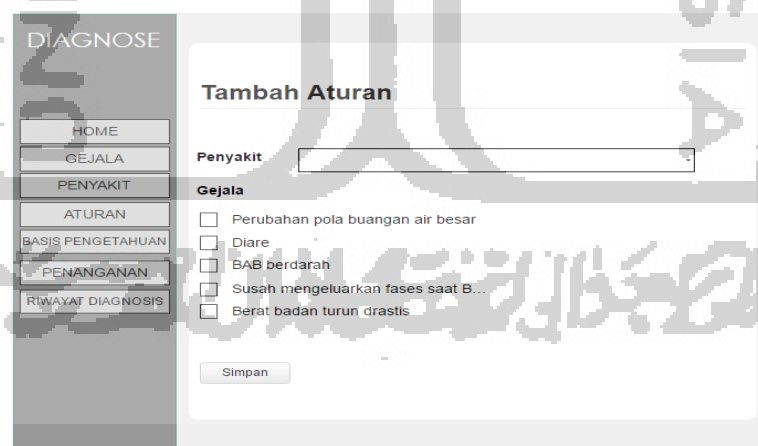 DIAGNOSE
HOME
GEJALA
PENYAKIT
ATURAN
BASIS PENGETAHUAN
PENANGANAN
RIWAYAT DIAGNOSIS
Tambah Aturan
Penyakit
Gejala
Perubahan pola buangan air besar
Diare
BAB berdarah
Susah mengeluarkan fases saat B...
Berat badan turun drastis
Simpan